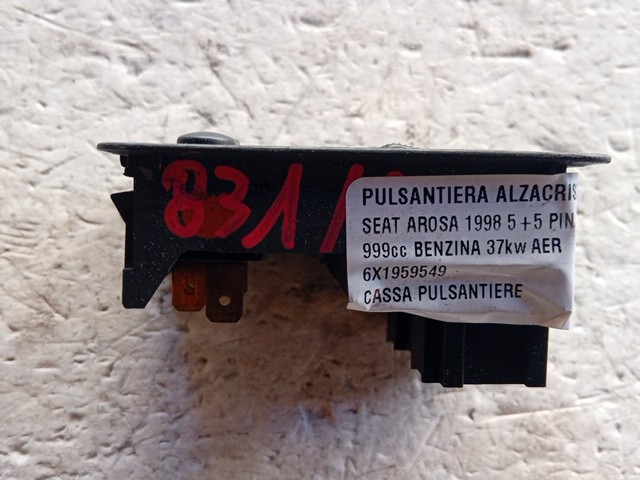 831/
PULSANTIERA ALZACRIS
SEAT AROSA 1998 5+5 PIN
999cc BENZINA 37kw AER
6X1959549
CASSA PULSANTIERE